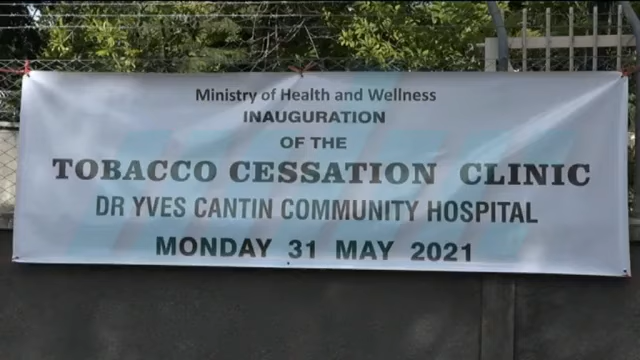 Ministry of Health and Wellness
INAUGURATION
OF THE
TOBACCO CESSATION CLINIC
DR YVES CANTIN COMMUNITY HOSPITAL
MONDAY 31 MAY 2021